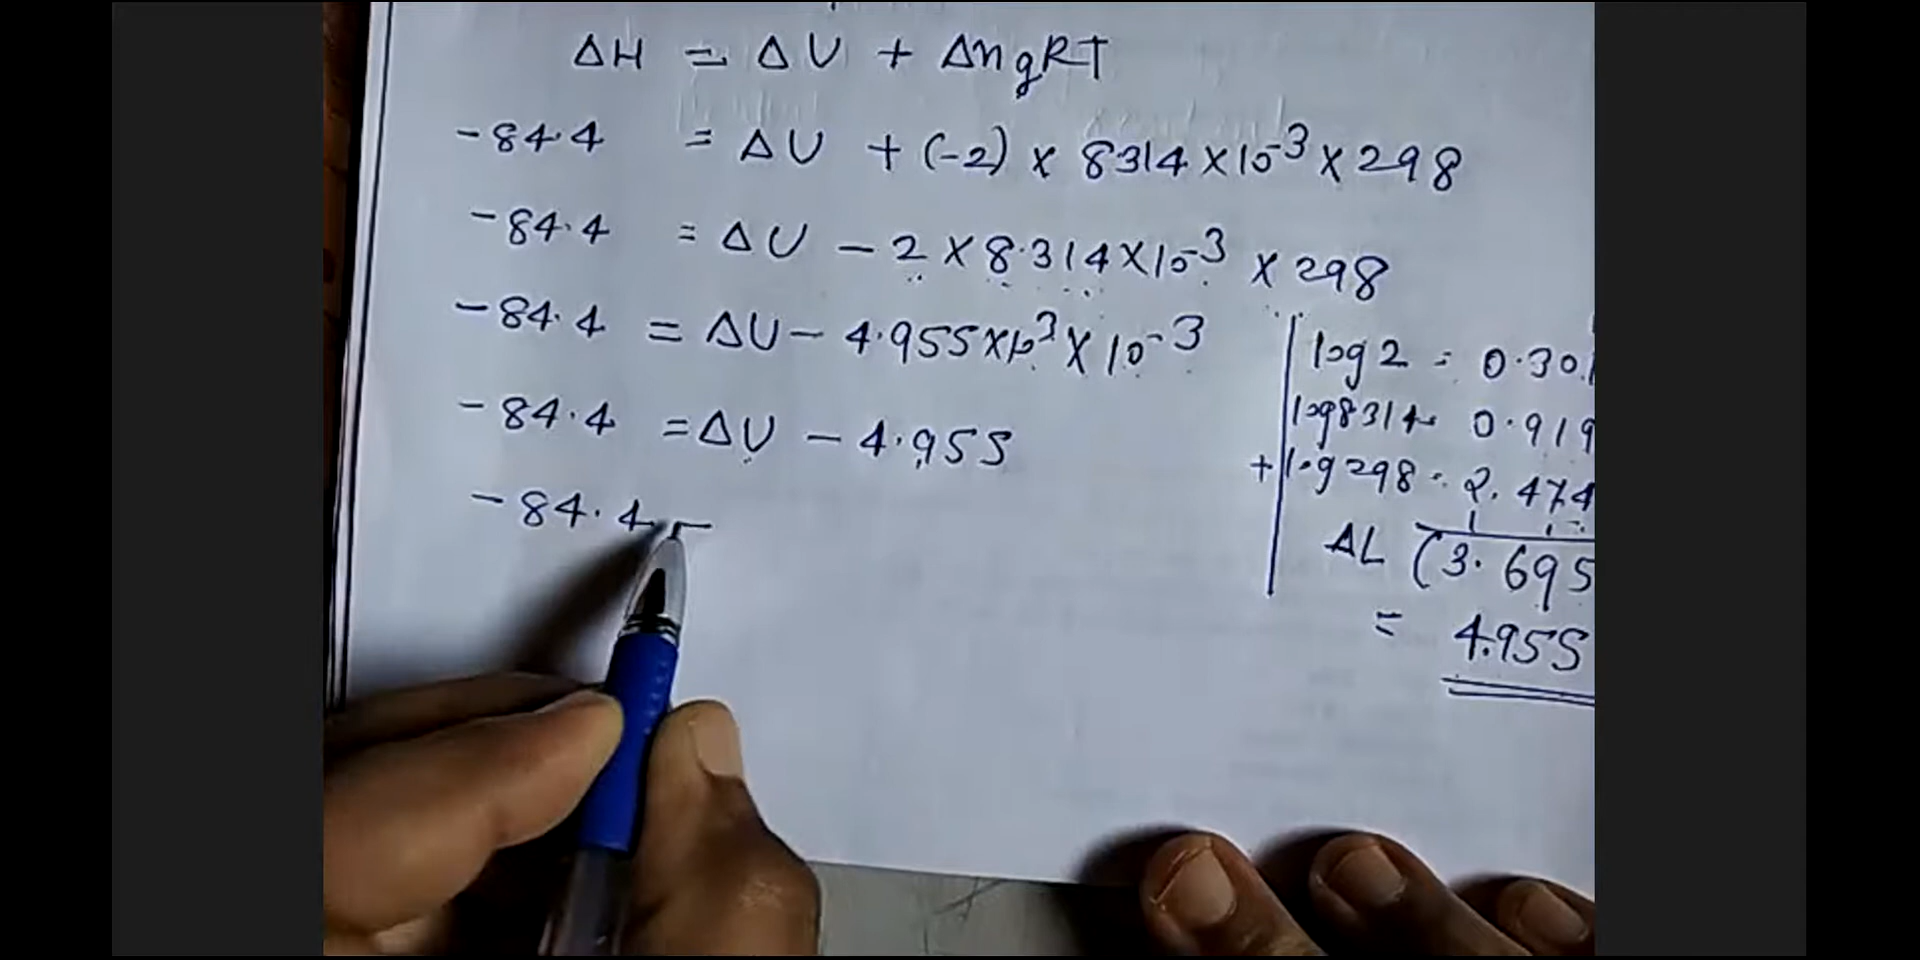 ΔH = ΔU + ΔngRT
-84.4 = ΔU + (-2) × 8314 × 10⁻³ × 298
-84.4 = ΔU - 2 × 8.314 × 10⁻³ × 298
-84.4 = ΔU - 4.955 × 10³ × 10⁻³
-84.4 = ΔU - 4.955
-84.4
log 2 = 0.301
log 8314 = 0.919
+ log 298 = 2.474
AL (3.695
= 4.955